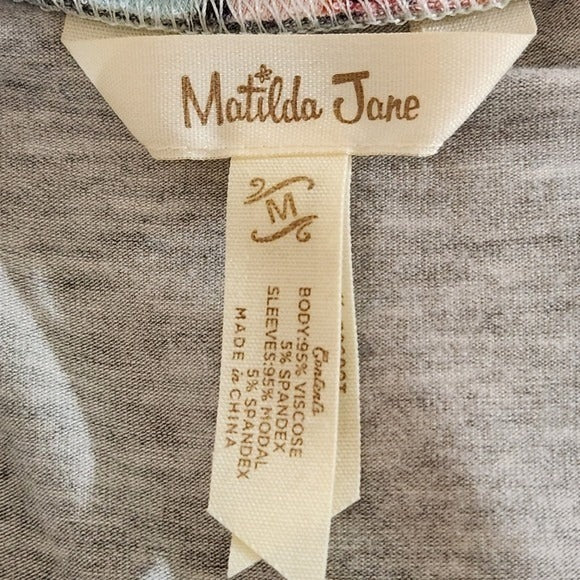 Matilda Jane
M
Contents
BODY:95% VISCOSE
5% SPANDEX
SLEEVES:95% MODAL
5% SPANDEX
MADE in CHINA